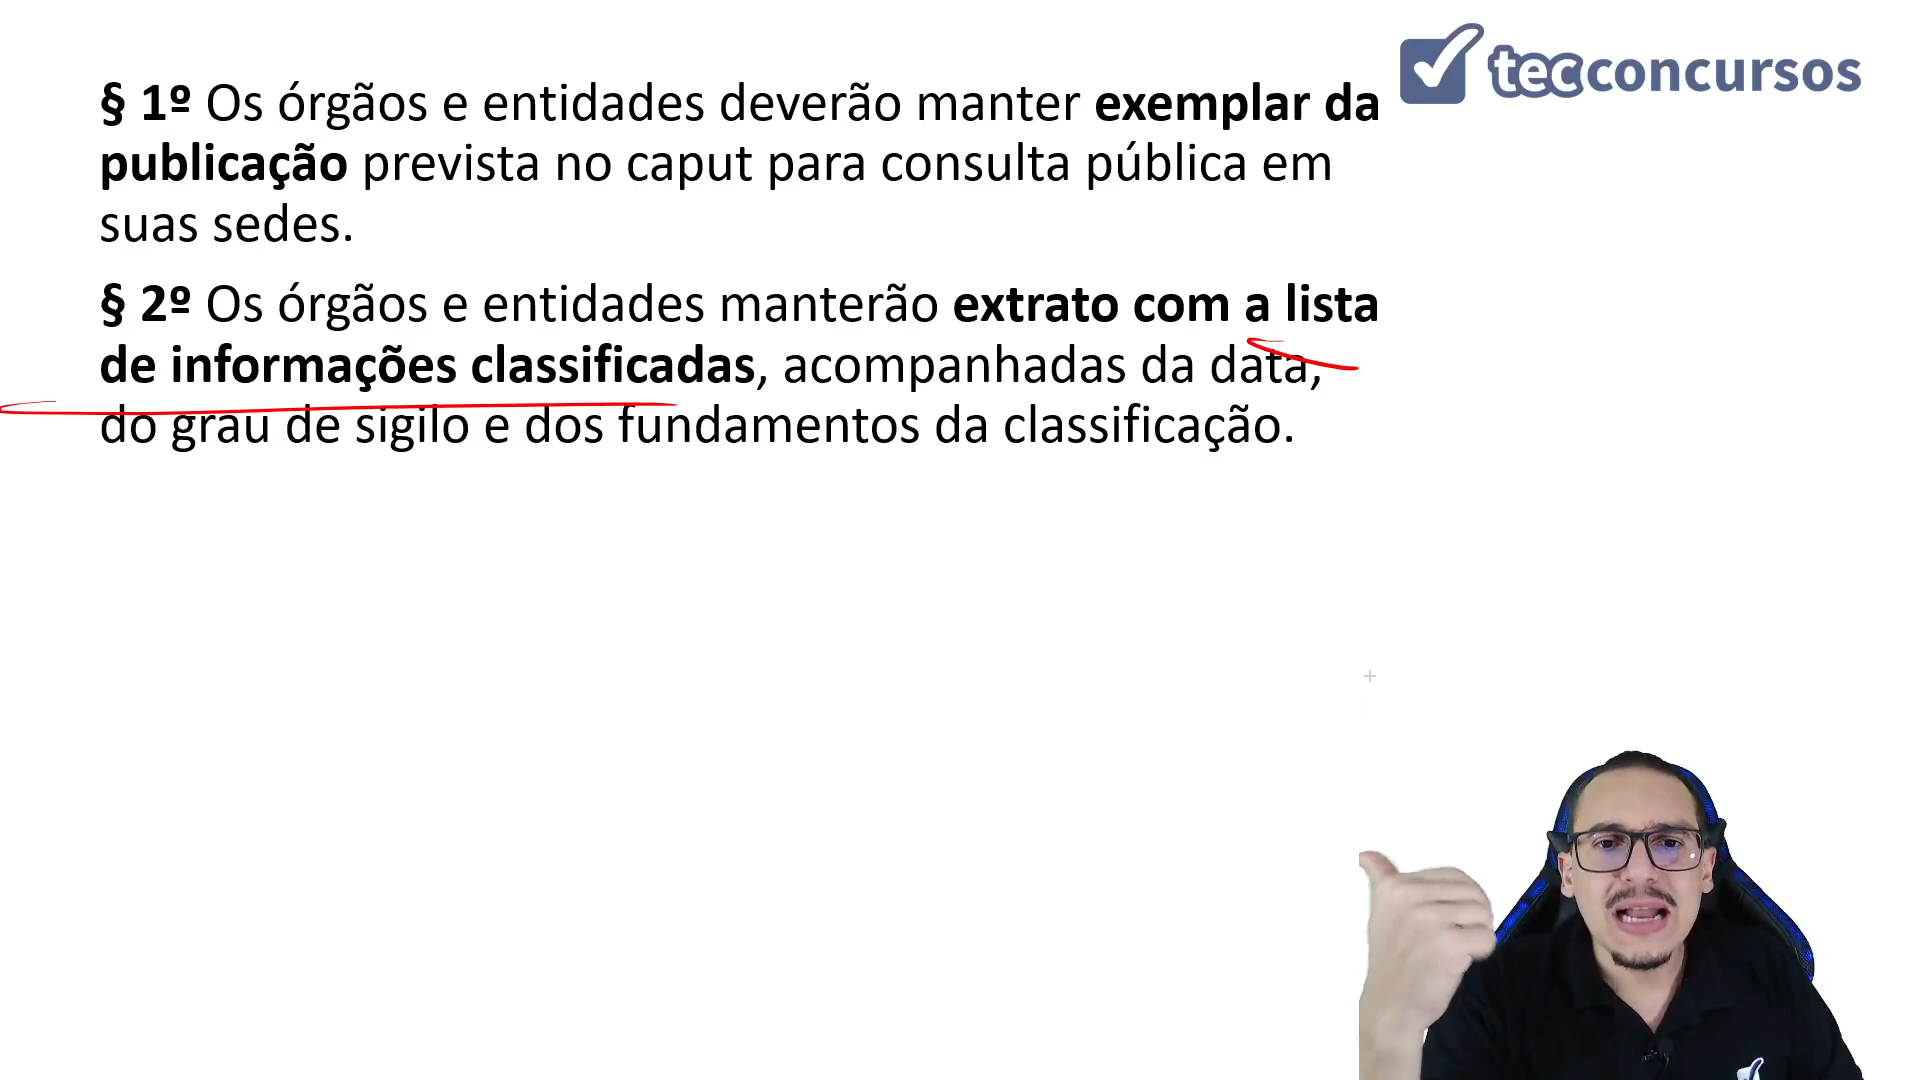 tecconcursos
§ 1º Os órgãos e entidades deverão manter exemplar da
publicação prevista no caput para consulta pública em
suas sedes.
§ 2º Os órgãos e entidades manterão extrato com a lista
de informações classificadas, acompanhadas da data,
do grau de sigilo e dos fundamentos da classificação.